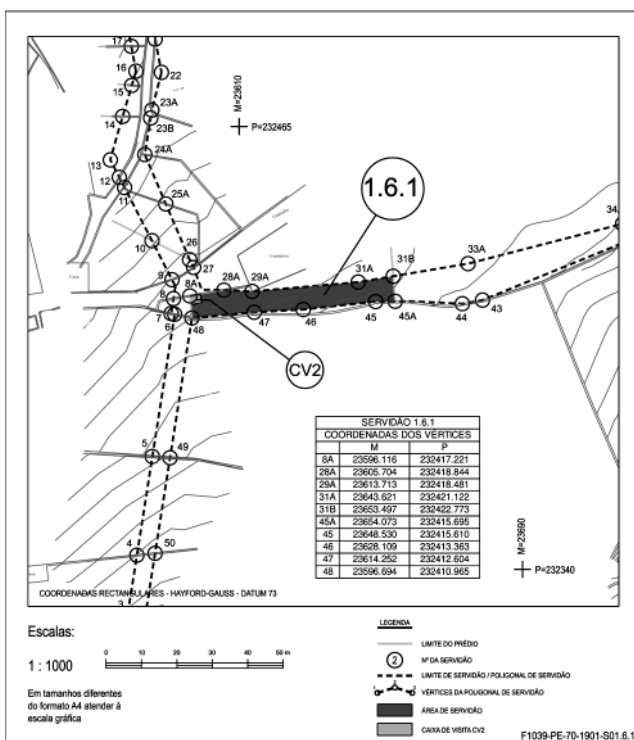 17
16
22
15
23A
14
23B
M=23610
P=232465
24A
13
12
11
25A
1.6.1
10
26
27
9
8A
28A
29A
31A
31B
33A
34
8
7
6
48
47
46
45
45A
44
43
CV2
5
49
4
50
3
SERVIDÃO 1.6.1
COORDENADAS DOS VÉRTICES
M P
8A 23596.116 232417.221
28A 23605.704 232418.844
29A 23613.713 232418.481
31A 23643.621 232421.122
31B 23653.497 232422.773
45A 23654.073 232415.695
45 23648.530 232415.610
46 23628.109 232413.363
47 23614.252 232412.604
48 23596.694 232410.965
M=23690
P=232340
COORDENADAS RECTANGULARES - HAYFORD-GAUSS - DATUM 73
Escalas:
1 : 1000
0 10 20 30 40 50 m
Em tamanhos diferentes
do formato A4 atender à
escala gráfica
LEGENDA
LIMITE DO PRÉDIO
2 Nº DA SERVIDÃO
LIMITE DE SERVIDÃO / POLIGONAL DE SERVIDÃO
VÉRTICES DA POLIGONAL DE SERVIDÃO
ÁREA DE SERVIDÃO
CAIXA DE VISITA CV2
F1039-PE-70-1901-S01.6.1